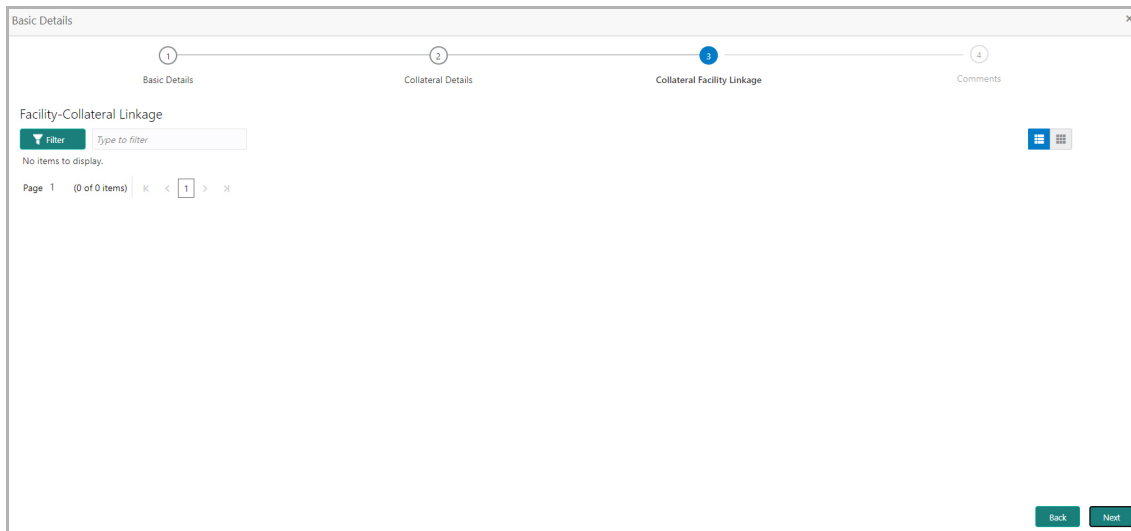 Basic Details
1 2 3 4
Basic Details Collateral Details Collateral Facility Linkage Comments
Facility-Collateral Linkage
Filter Type to filter
No items to display.
Page 1 (0 of 0 items) 1
Back Next